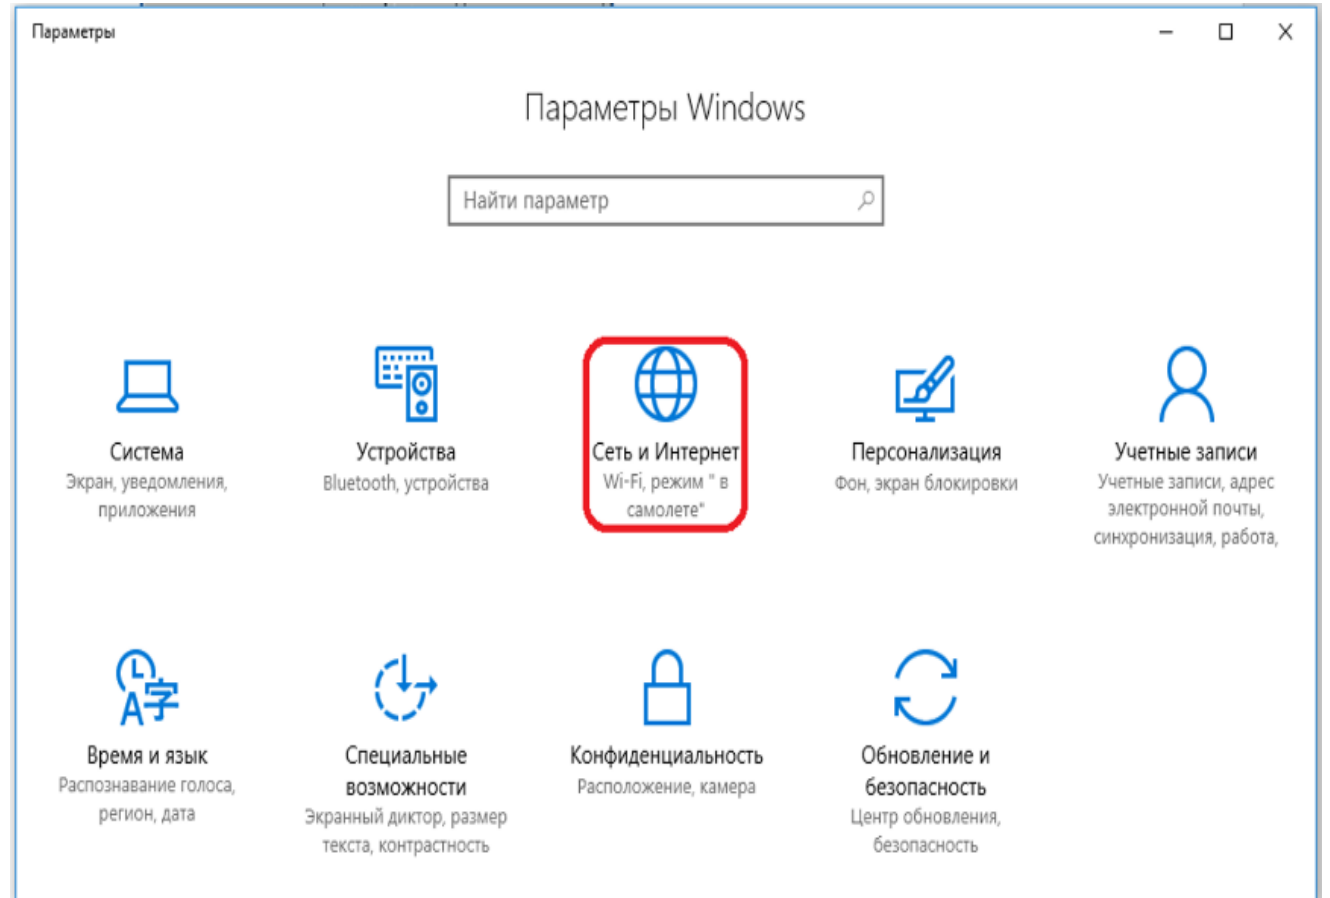 Параметры
Параметры Windows
Найти параметр
Система
Экран, уведомления,
приложения
Устройства
Bluetooth, устройства
Сеть и Интернет
Wi-Fi, режим " в
самолете"
Персонализация
Фон, экран блокировки
Учетные записи
Учетные записи, адрес
электронной почты,
синхронизация, работа,
Время и язык
Распознавание голоса,
регион, дата
Специальные
возможности
Экранный диктор, размер
текста, контрастность
Конфиденциальность
Расположение, камера
Обновление и
безопасность
Центр обновления,
безопасность